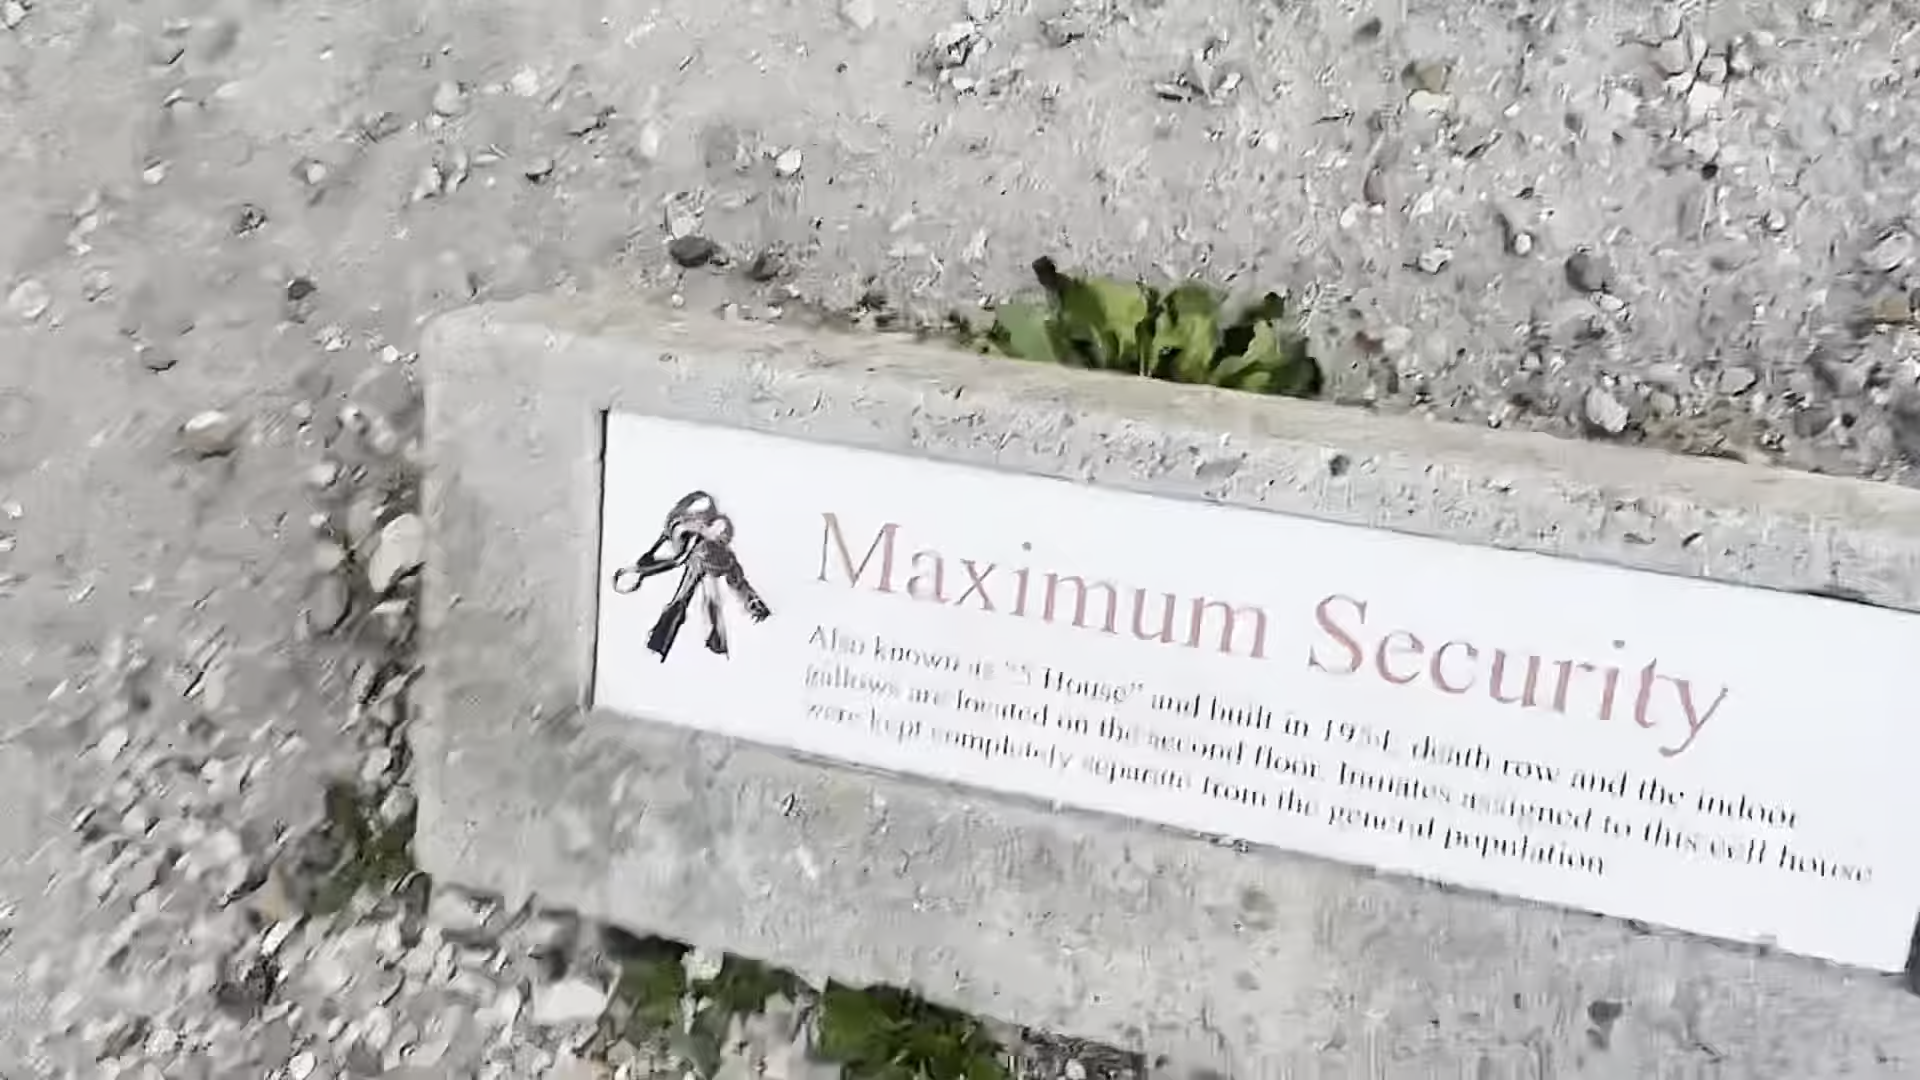 Maximum Security
Also known as "5 House" and built in 1954, death row and the indoor
gallows are located on the second floor. Inmates assigned to this cell house
were kept completely separate from the general population